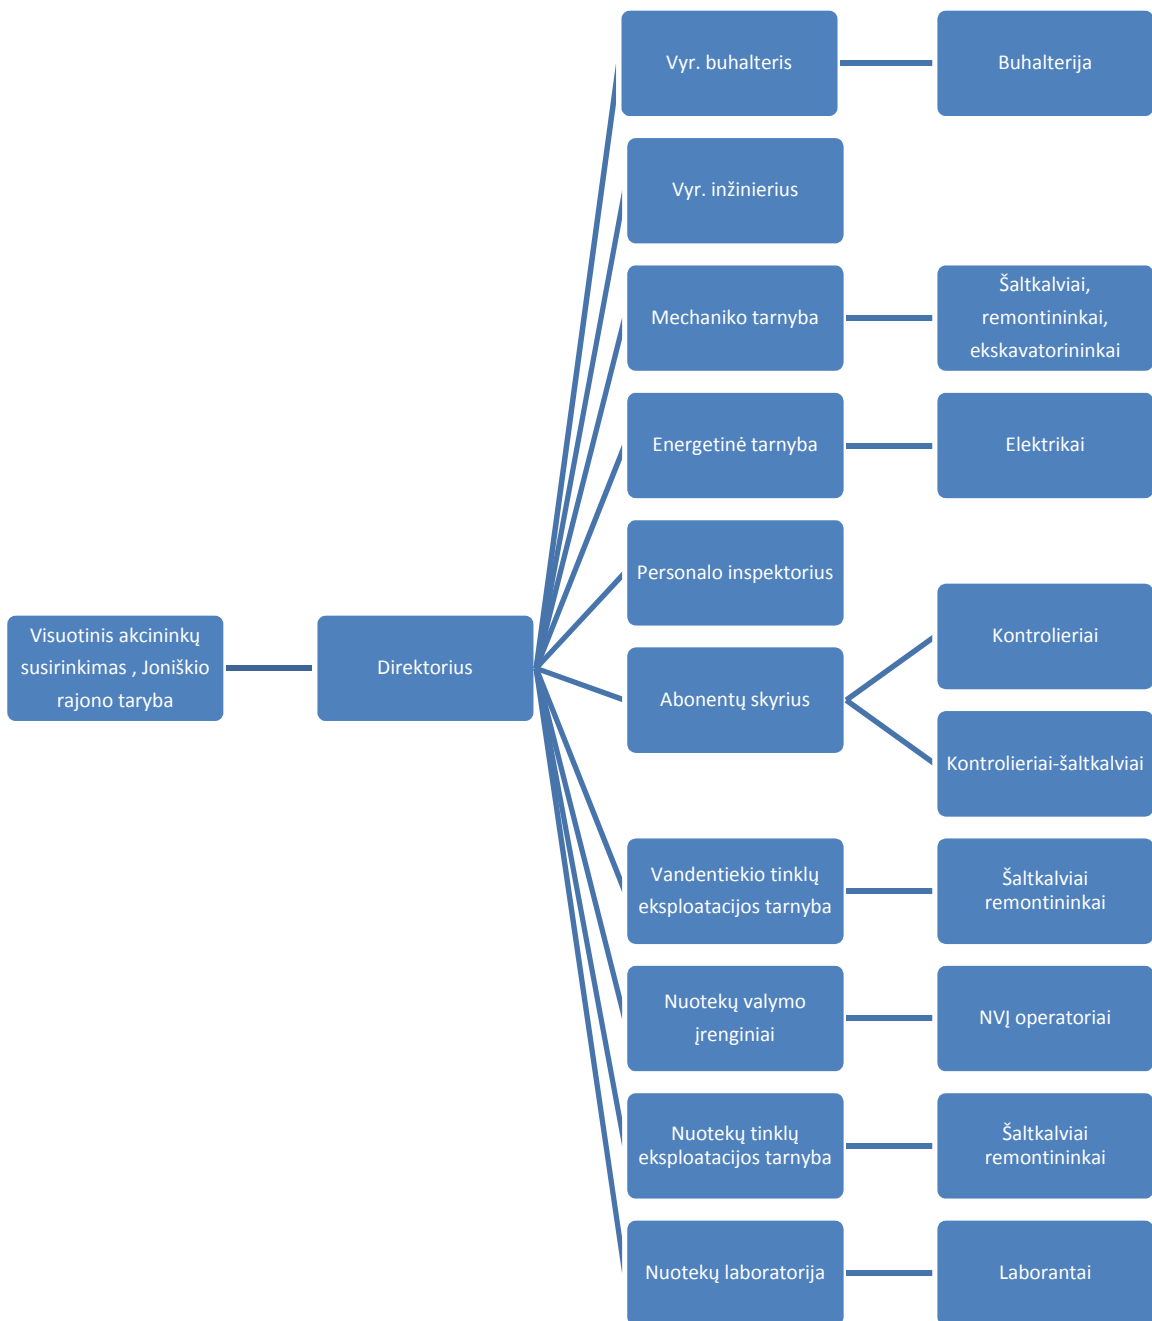 Vyr. buhalteris
Buhalterija
Vyr. inžinierius
Mechaniko tarnyba
Šaltkalviai,
remontininkai,
ekskavatorininkai
Energetinė tarnyba
Elektrikai
Personalo inspektorius
Visuotinis akcininkų
susirinkimas , Joniškio
rajono taryba
Direktorius
Abonentų skyrius
Kontrolieriai
Kontrolieriai-šaltkalviai
Vandentiekio tinklų
eksploatacijos tarnyba
Šaltkalviai
remontininkai
Nuotekų valymo
įrenginiai
NVĮ operatoriai
Nuotekų tinklų
eksploatacijos tarnyba
Šaltkalviai
remontininkai
Nuotekų laboratorija
Laborantai